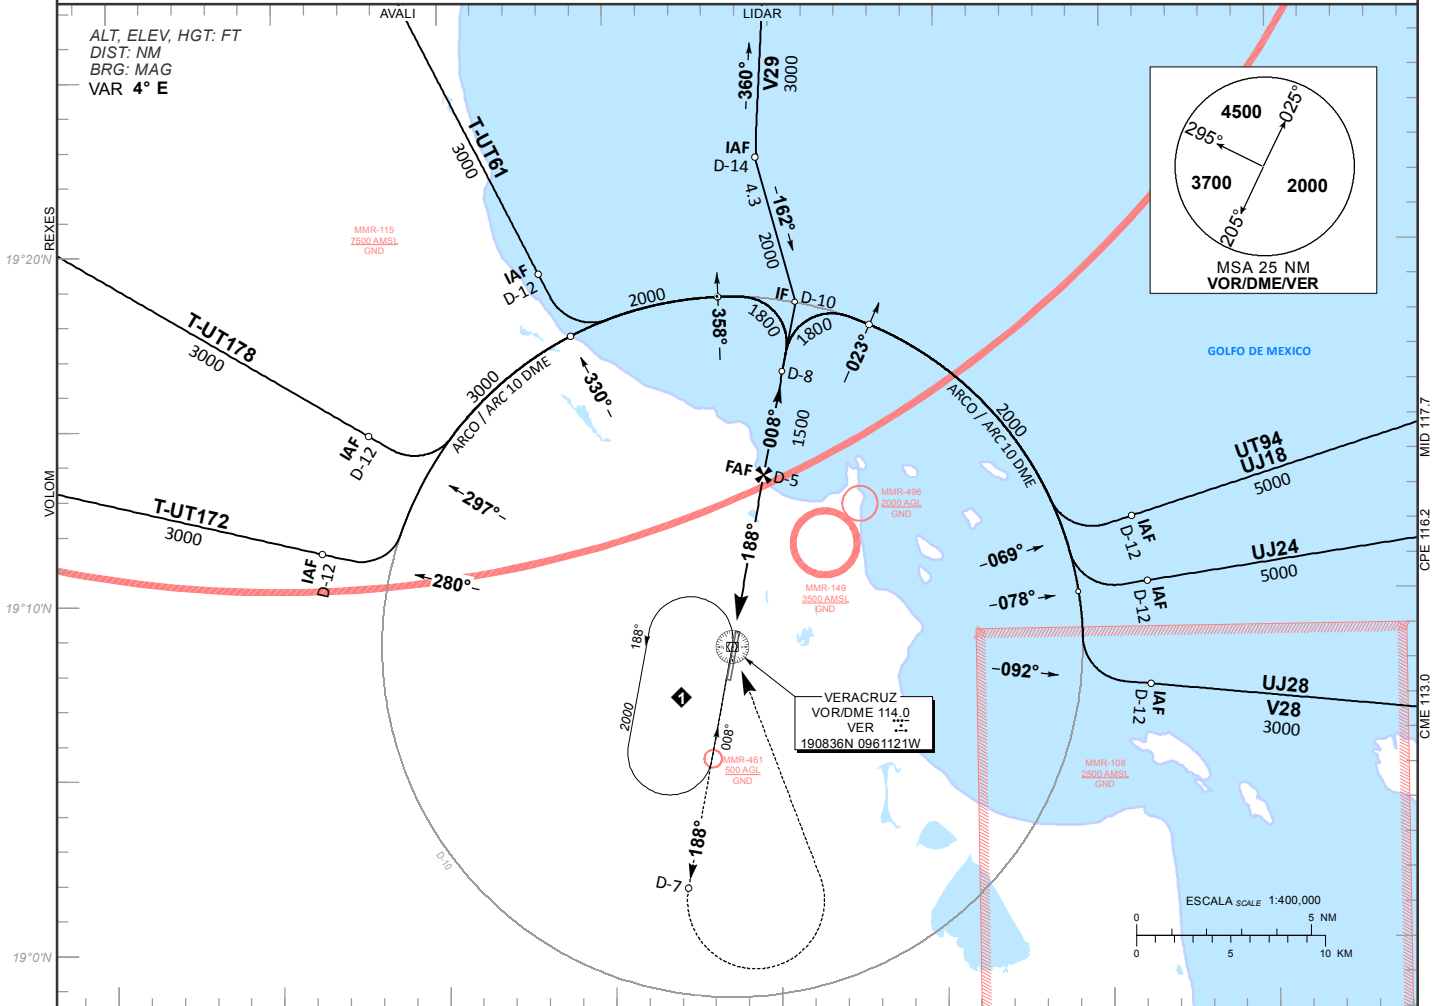 AVALI
LIDAR
ALT, ELEV, HGT: FT
DIST: NM
BRG: MAG
VAR 4° E
360°
V29
3000
IAF
D-14
4.3
162°
2000
T-UT61
3000
4500
025°
295°
3700
2000
205°
MSA 25 NM
VOR/DME/VER
REXES
19°20'N
MMR-115
7500 AMSL
GND
IAF
D-12
2000
IF
D-10
1800
1800
358°
023°
D-8
T-UT178
3000
3000
ARCO / ARC 10 DME
330°
GOLFO DE MEXICO
ARCO / ARC 10 DME
2000
008°
1500
IAF
D-12
FAF
D-5
MID 117.7
UT94
UJ18
5000
VOLOM
T-UT172
3000
297°
MMR-496
2000 AGL
GND
IAF
D-12
CPE 116.2
188°
069°
UJ24
5000
IAF
D-12
280°
MMR-149
3500 AMSL
GND
078°
IAF
D-12
19°10'N
188°
1
2000
008°
092°
UJ28
V28
3000
IAF
D-12
CME 113.0
VERACRUZ
VOR/DME 114.0
VER
190836N 0961121W
MMR-461
500 AGL
GND
MMR-108
2500 AMSL
GND
D-10
188°
D-7
ESCALA SCALE 1:400,000
0 5 NM
0 5 10 KM
19°0'N